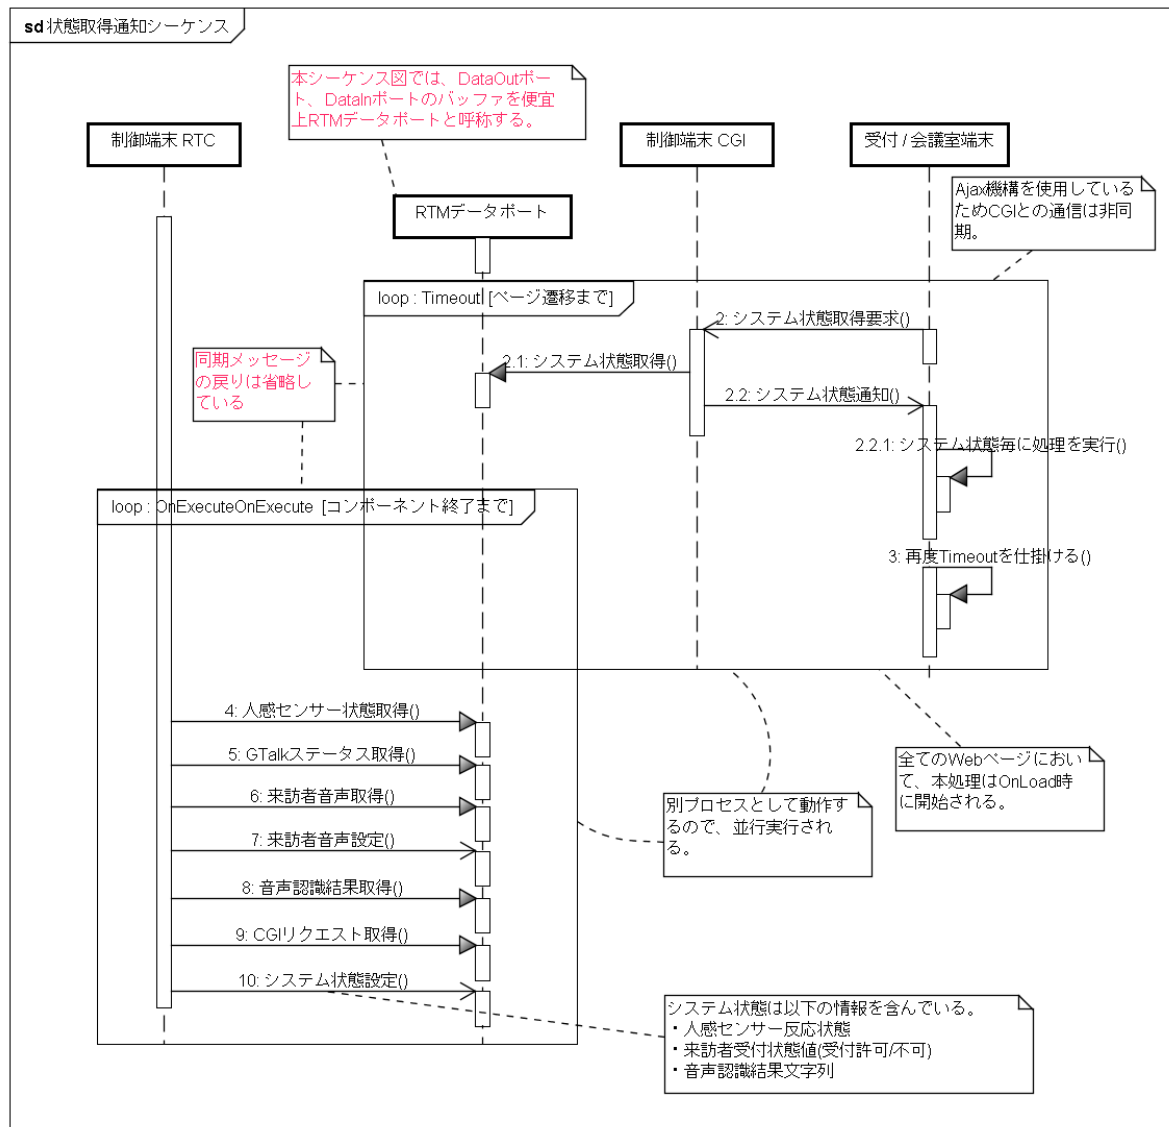 sd 状態取得通知シーケンス
本シーケンス図では、DataOutポー
ト、DataInポートのバッファを便宜
上RTMデータポートと呼称する。
制御端末 RTC
制御端末 CGI
受付 / 会議室端末
RTMデータポート
Ajax機構を使用している
ためCGIとの通信は非同
期。
loop : Timeout [ページ遷移まで]
2: システム状態取得要求()
同期メッセージ
の戻りは省略し
ている
2.1: システム状態取得()
2.2: システム状態通知()
2.2.1: システム状態毎に処理を実行()
loop : OnExecuteOnExecute [コンポーネント終了まで]
3: 再度Timeoutを仕掛ける()
4: 人感センサー状態取得()
5: GTalkステータス取得()
6: 来訪者音声取得()
7: 来訪者音声設定()
8: 音声認識結果取得()
9: CGIリクエスト取得()
10: システム状態設定()
全てのWebページにおい
て、本処理はOnLoad時
に開始される。
別プロセスとして動作す
るので、並行実行され
る。
システム状態は以下の情報を含んでいる。
・人感センサー反応状態
・来訪者受付状態値(受付許可/不可)
・音声認識結果文字列